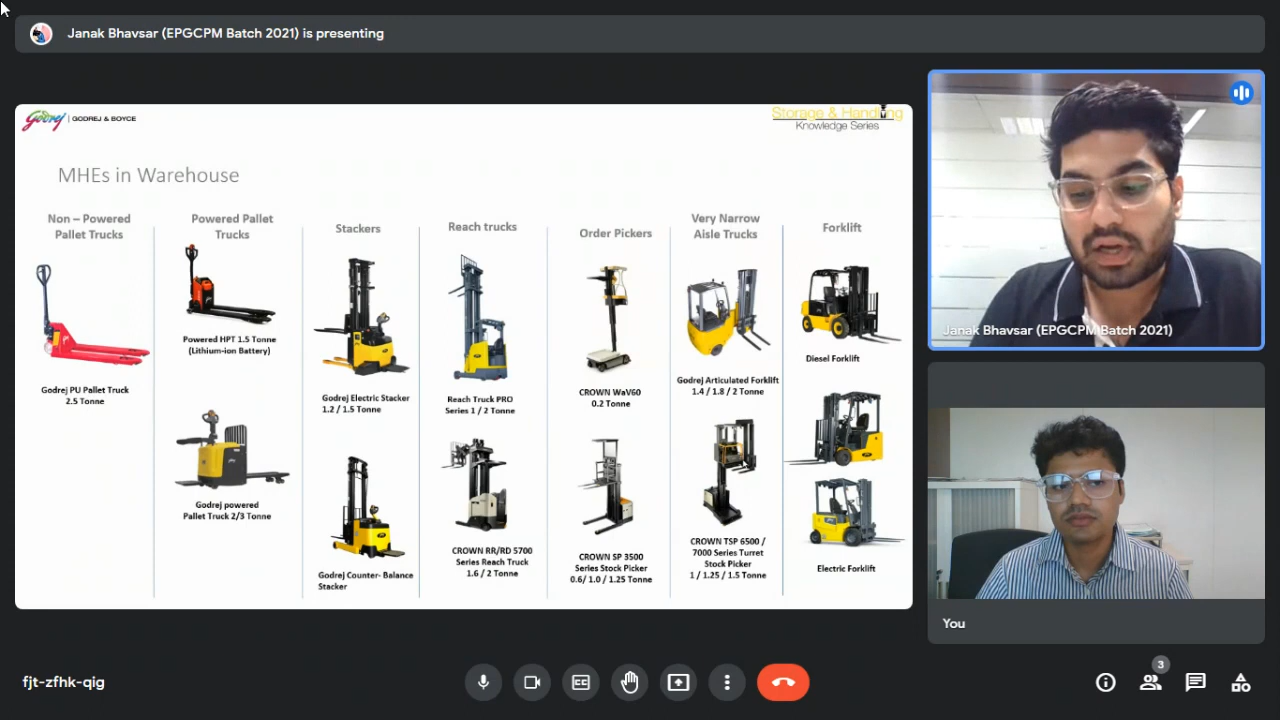 Janak Bhavsar (EPGCPM Batch 2021) is presenting
Godrej | GODREJ & BOYCE
Storage & Handling
Knowledge Series
MHEs in Warehouse
Non – Powered
Pallet Trucks
Godrej PU Pallet Truck
2.5 Tonne
Powered Pallet
Trucks
Powered HPT 1.5 Tonne
(Lithium-ion Battery)
Godrej powered
Pallet Truck 2/3 Tonne
Stackers
Godrej Electric Stacker
1.2 / 1.5 Tonne
Godrej Counter- Balance
Stacker
Reach trucks
Reach Truck PRO
Series 1 / 2 Tonne
CROWN RR/RD 5700
Series Reach Truck
1.6 / 2 Tonne
Order Pickers
CROWN WaV60
0.2 Tonne
CROWN SP 3500
Series Stock Picker
0.6/ 1.0 / 1.25 Tonne
Very Narrow
Aisle Trucks
Godrej Articulated Forklift
1.4 / 1.8 / 2 Tonne
CROWN TSP 6500 /
7000 Series Turret
Stock Picker
1 / 1.25 / 1.5 Tonne
Forklift
Diesel Forklift
Electric Forklift
Janak Bhavsar (EPGCPM Batch 2021)
You
fjt-zfhk-qig
CC
3